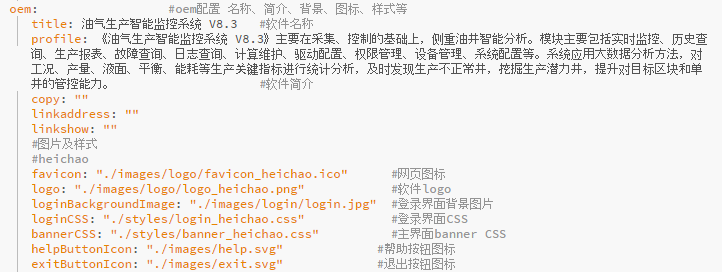 oem: #oem配置 名称、简介、背景、图标、样式等
title: 油气生产智能监控系统 V8.3 #软件名称
profile: 《油气生产智能监控系统 V8.3》主要在采集、控制的基础上，侧重油井智能分析。模块主要包括实时监控、历史查
询、生产报表、故障查询、日志查询、计算维护、驱动配置、权限管理、设备管理、系统配置等。系统应用大数据分析方法，对
工况、产量、液面、平衡、能耗等生产关键指标进行统计分析，及时发现生产不正常井，挖掘生产潜力井，提升对目标区块和单
井的管控能力。 #软件简介
copy: ""
linkaddress: ""
linkshow: ""
#图片及样式
#heichao
favicon: "./images/logo/favicon_heichao.ico" #网页图标
logo: "./images/logo/logo_heichao.png" #软件logo
loginBackgroundImage: "./images/login/login.jpg" #登录界面背景图片
loginCSS: "./styles/login_heichao.css" #登录界面CSS
bannerCSS: "./styles/banner_heichao.css" #主界面banner CSS
helpButtonIcon: "./images/help.svg" #帮助按钮图标
exitButtonIcon: "./images/exit.svg" #退出按钮图标